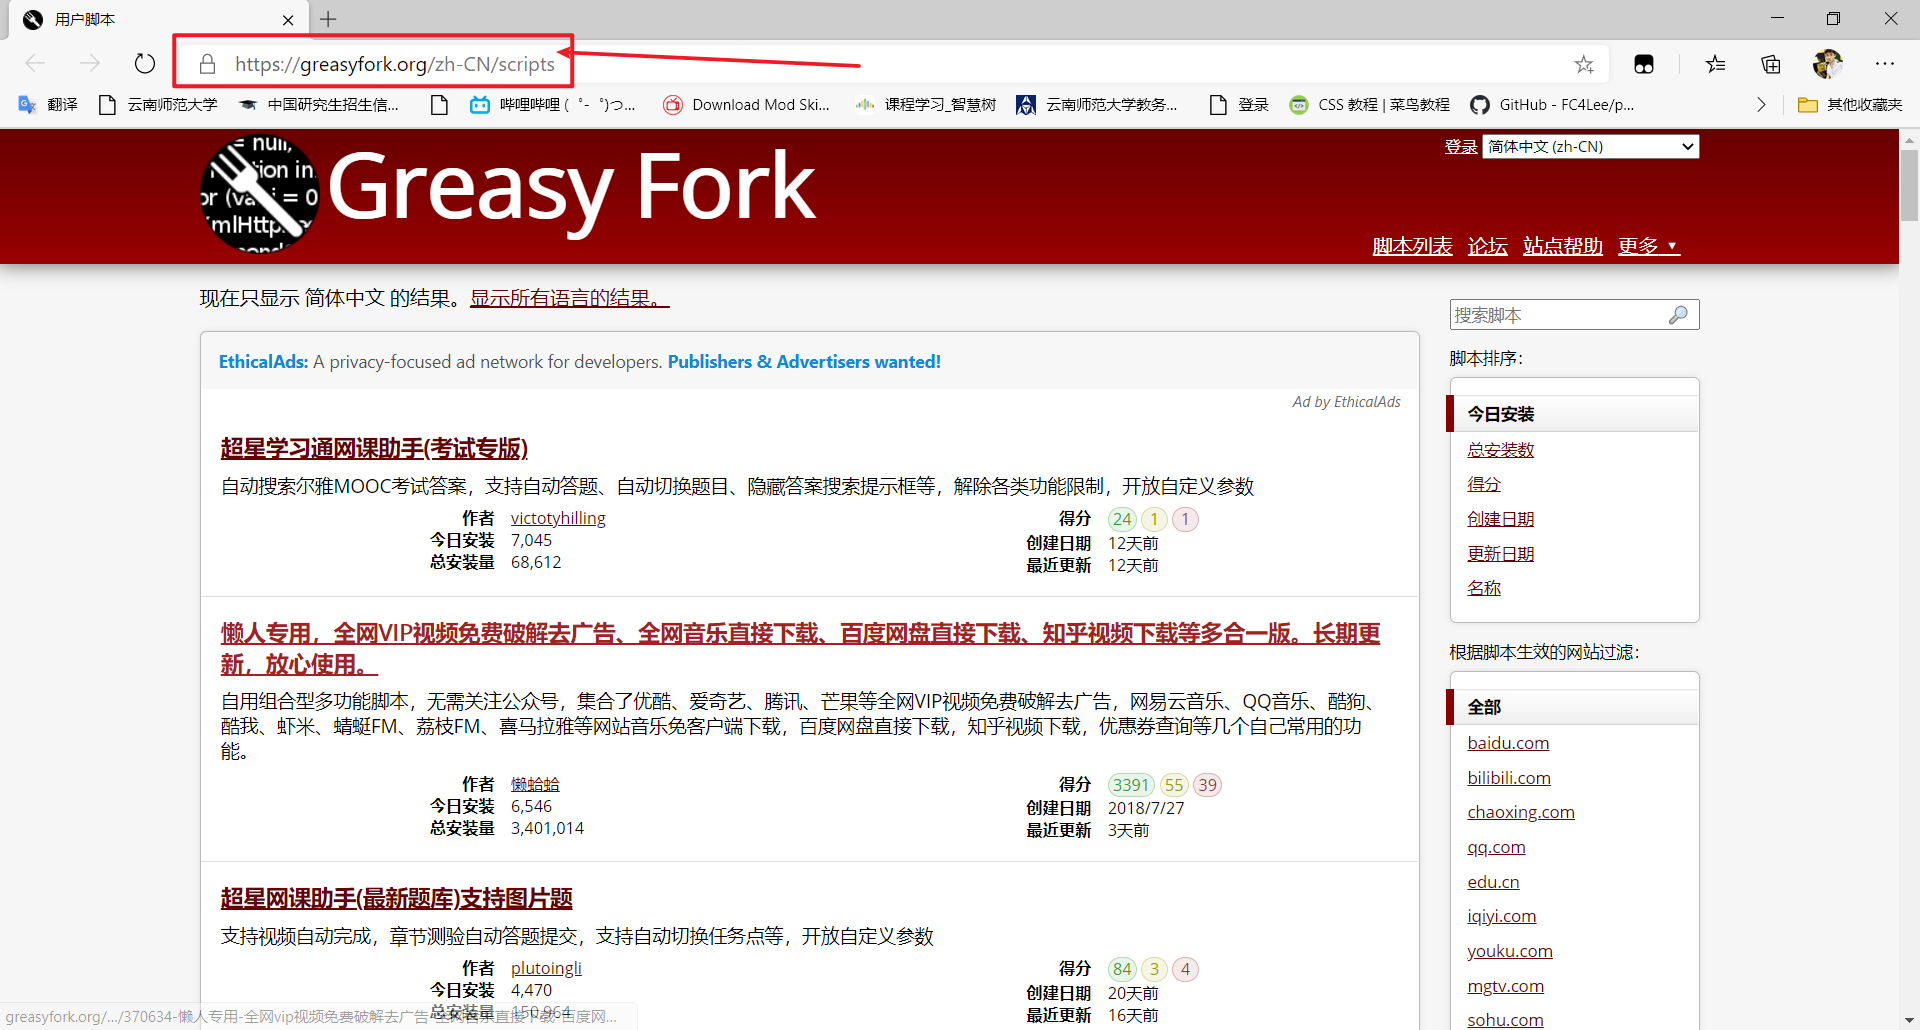 用户脚本
https://greasyfork.org/zh-CN/scripts
翻译
云南师范大学
中国研究生招生信...
哔哩哔哩 (゜-゜)つ...
Download Mod Ski...
课程学习_智慧树
云南师范大学教务...
登录
CSS 教程 | 菜鸟教程
GitHub - FC4Lee/p...
其他收藏夹
= null,
tion in
or (va i = 0
XmlHttp
Greasy Fork
登录
简体中文 (zh-CN)
脚本列表 论坛 站点帮助 更多 ▼
现在只显示 简体中文 的结果。显示所有语言的结果。
EthicalAds: A privacy-focused ad network for developers. Publishers & Advertisers wanted!
Ad by EthicalAds
超星学习通网课助手(考试专版)
自动搜索尔雅MOOC考试答案，支持自动答题、自动切换题目、隐藏答案搜索提示框等，解除各类功能限制，开放自定义参数
作者 victotyhilling
今日安装 7,045
总安装量 68,612
得分 24 1 1
创建日期 12天前
最近更新 12天前
懒人专用，全网VIP视频免费破解去广告、全网音乐直接下载、百度网盘直接下载、知乎视频下载等多合一版。长期更
新，放心使用。
自用组合型多功能脚本，无需关注公众号，集合了优酷、爱奇艺、腾讯、芒果等全网VIP视频免费破解去广告，网易云音乐、QQ音乐、酷狗、
酷我、虾米、蜻蜓FM、荔枝FM、喜马拉雅等网站音乐免客户端下载，百度网盘直接下载，知乎视频下载，优惠券查询等几个自己常用的功
能。
作者 懒蛤蛤
今日安装 6,546
总安装量 3,401,014
得分 3391 55 39
创建日期 2018/7/27
最近更新 3天前
超星网课助手(最新题库)支持图片题
支持视频自动完成，章节测验自动答题提交，支持自动切换任务点等，开放自定义参数
作者 plutoingli
今日安装 4,470
总安装量 150,964
得分 84 3 4
创建日期 20天前
最近更新 16天前
搜索脚本
脚本排序：
今日安装
总安装数
得分
创建日期
更新日期
名称
根据脚本生效的网站过滤：
全部
baidu.com
bilibili.com
chaoxing.com
qq.com
edu.cn
iqiyi.com
youku.com
mgtv.com
sohu.com
greasyfork.org/.../370634-懒人专用-全网vip视频免费破解去广告-全网音乐直接下载-百度网...